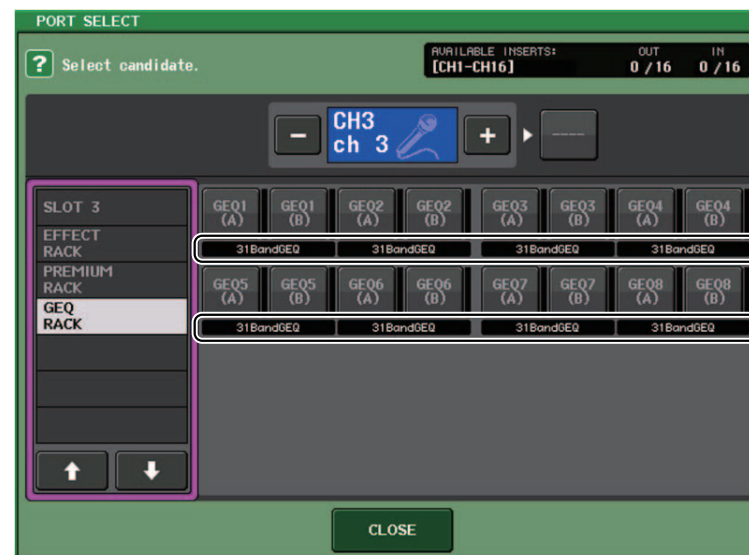 PORT SELECT
? Select candidate.
AVAILABLE INSERTS: OUT IN
[CH1-CH16] 0 /16 0 /16
− CH3 +
ch 3
----
SLOT 3
EFFECT
RACK
PREMIUM
RACK
GEQ
RACK
GEQ1 GEQ1 GEQ2 GEQ2 GEQ3 GEQ3 GEQ4 GEQ4
(A) (B) (A) (B) (A) (B) (A) (B)
31BandGEQ 31BandGEQ 31BandGEQ 31BandGEQ
GEQ5 GEQ5 GEQ6 GEQ6 GEQ7 GEQ7 GEQ8 GEQ8
(A) (B) (A) (B) (A) (B) (A) (B)
31BandGEQ 31BandGEQ 31BandGEQ 31BandGEQ
CLOSE